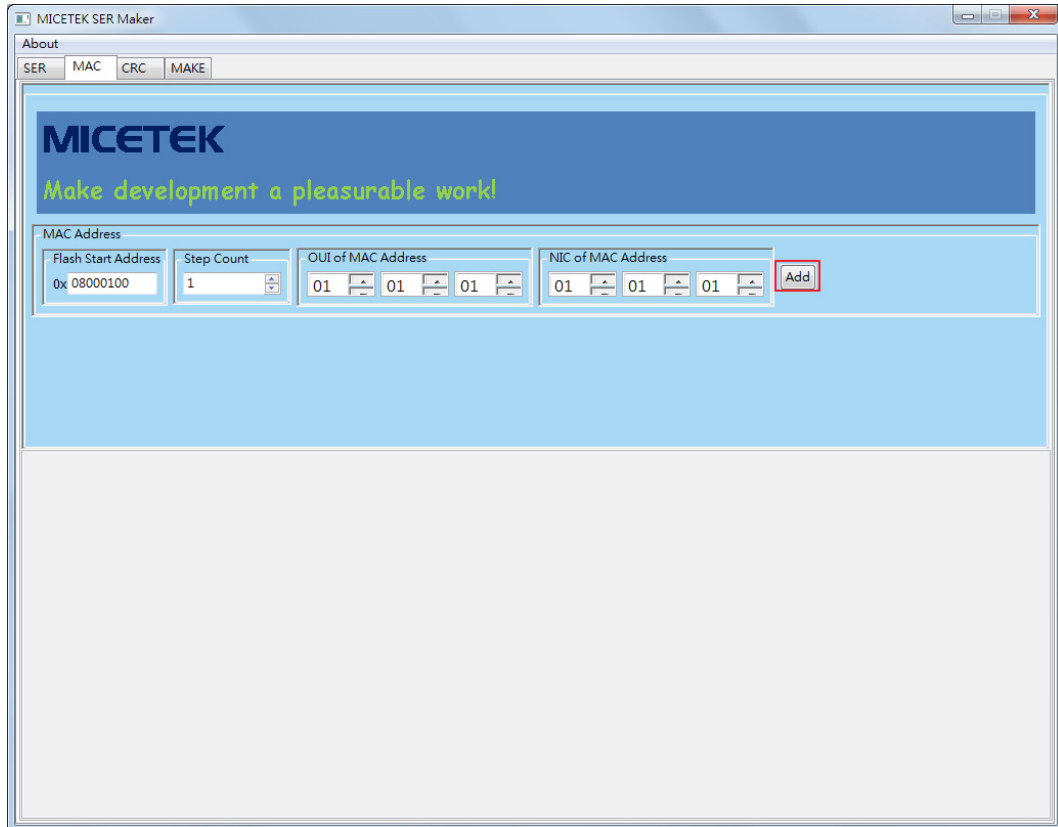 MICETEK SER Maker
About
SER MAC CRC MAKE
MICETEK
Make development a pleasurable work!
MAC Address
Flash Start Address Step Count OUI of MAC Address NIC of MAC Address
0x 08000100 1 01 01 01 01 01 01 Add